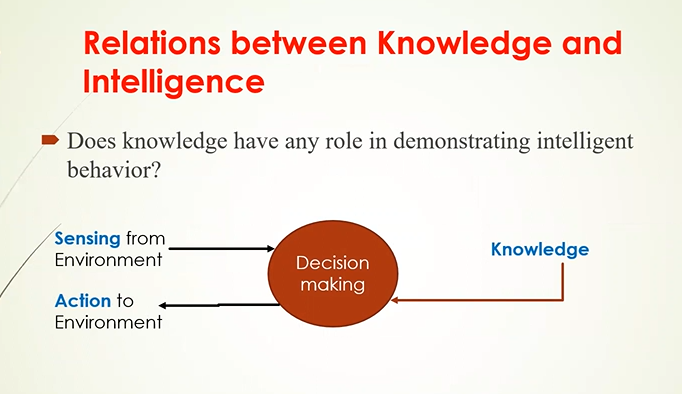 Relations between Knowledge and
Intelligence
Does knowledge have any role in demonstrating intelligent
behavior?
Sensing from
Environment
Action to
Environment
Decision
making
Knowledge